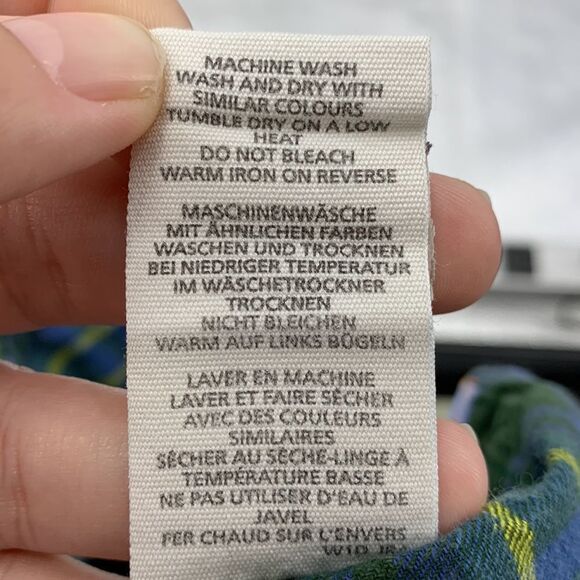 MACHINE WASH
WASH AND DRY WITH
SIMILAR COLOURS
TUMBLE DRY ON A LOW
HEAT
DO NOT BLEACH
WARM IRON ON REVERSE
MASCHINENWÄSCHE
MIT ÄHNLICHEN FARBEN
WASCHEN UND TROCKNEN
BEI NIEDRIGER TEMPERATUR
IM WÄSCHETROCKNER
TROCKNEN
NICHT BLEICHEN
WARM AUF LINKS BÜGELN
LAVER EN MACHINE
LAVER ET FAIRE SÉCHER
AVEC DES COULEURS
SIMILAIRES
SÉCHER AU SÈCHE-LINGE À
TEMPÉRATURE BASSE
NE PAS UTILISER D'EAU DE
JAVEL
FER CHAUD SUR L'ENVERS